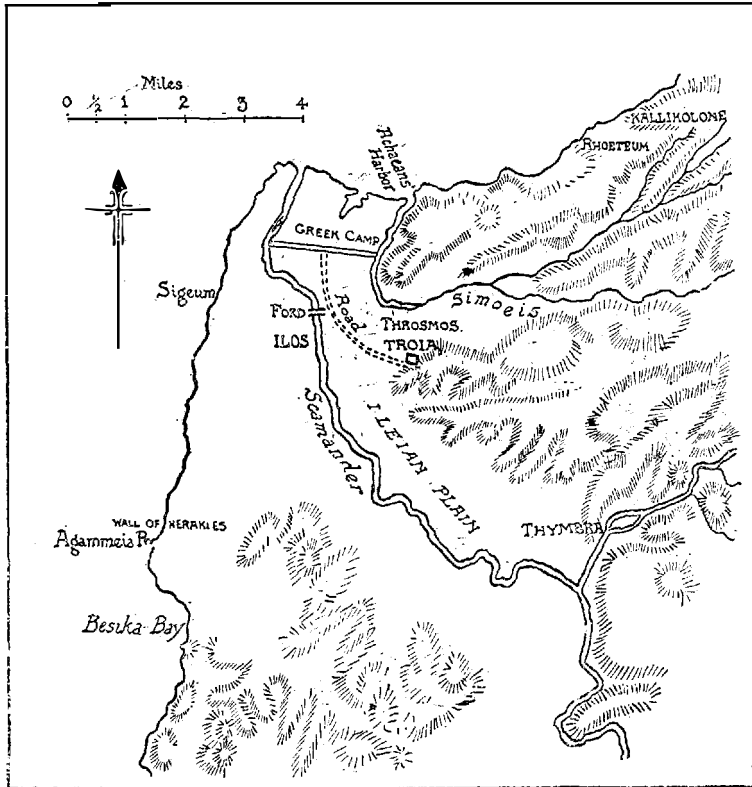 Miles
0 ½ 1 2 3 4
KALLIKOLONE
RHOETEUM
Achaeans
Harbor
GREEK CAMP
Sigeum
FORD
Road
Simoeis
THROSMOS
ILOS
TROIA
Scamander
ILEIAN PLAIN
WALL OF HERAKLES
THYMBRA
Agammeia Pr.
Besika Bay